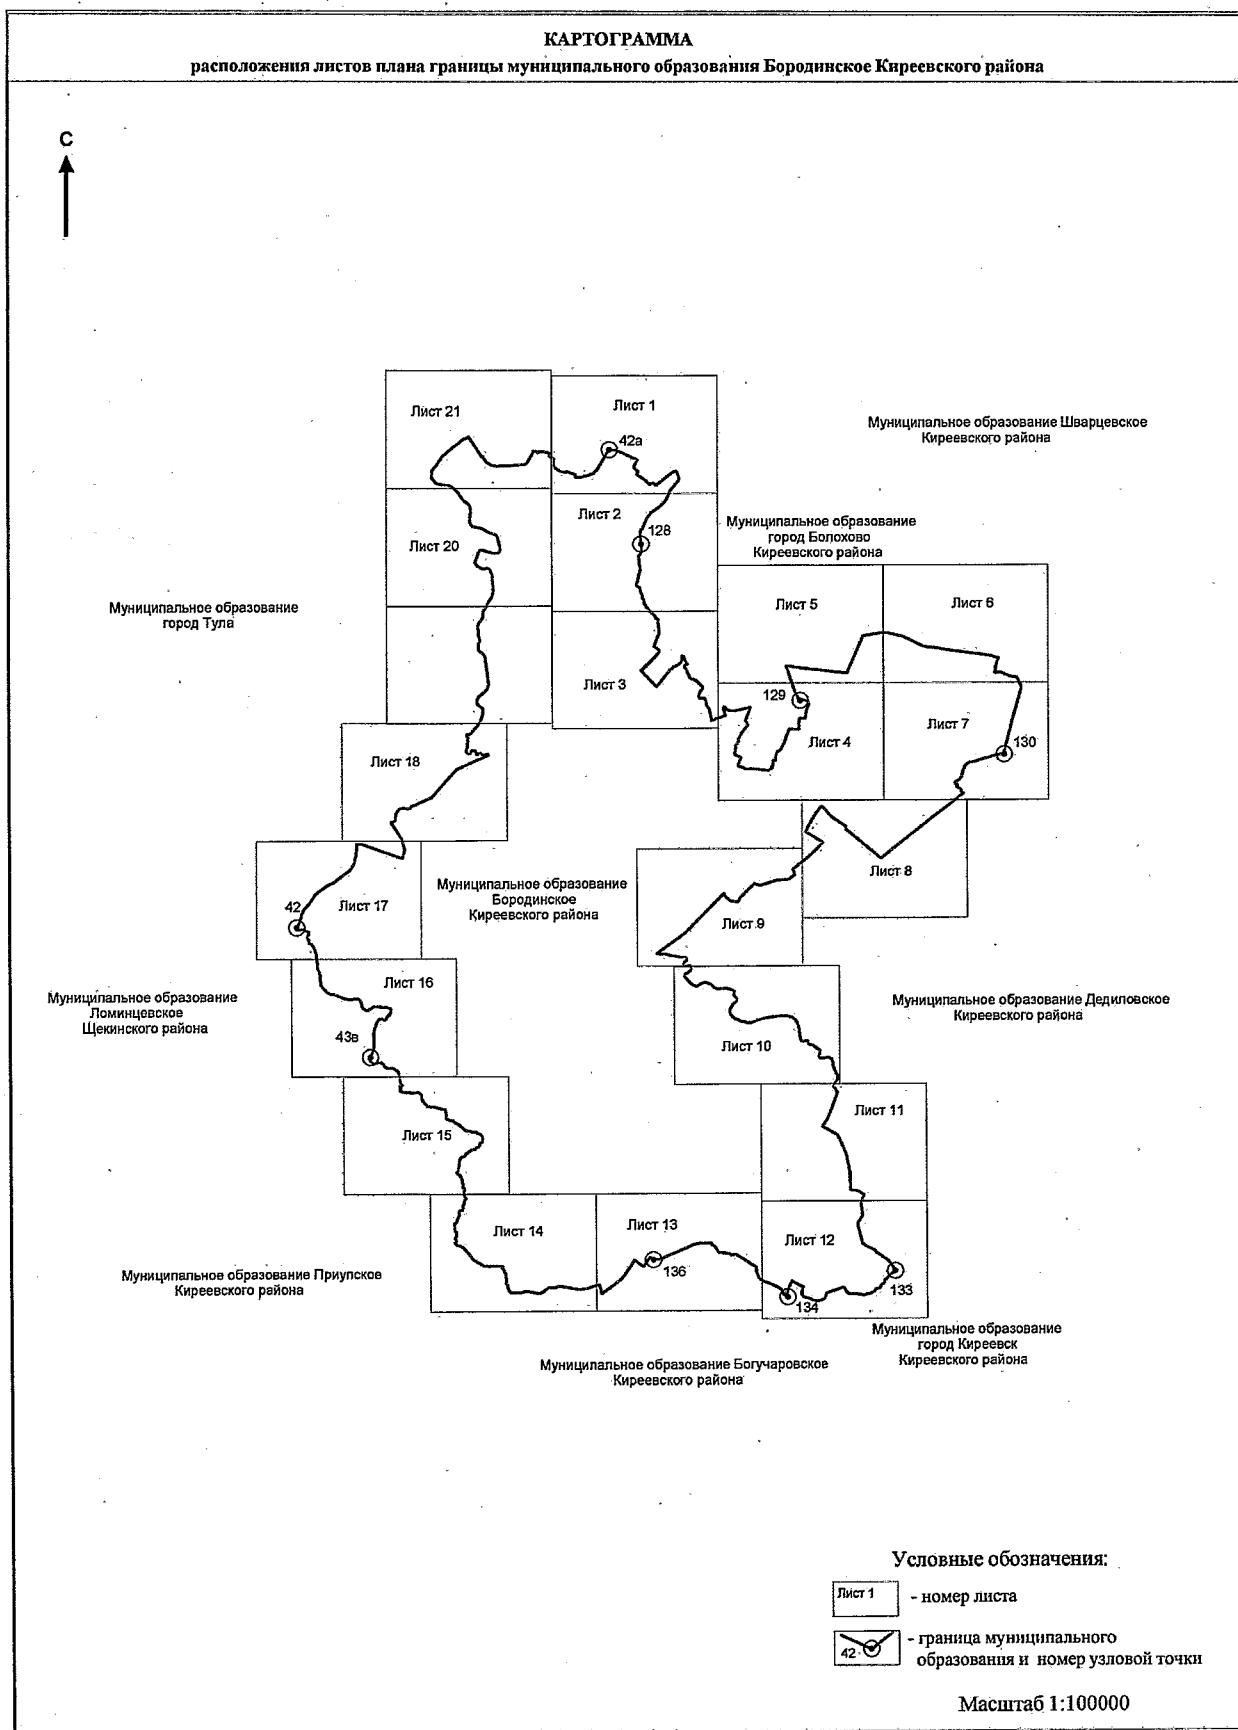 КАРТОГРАММА
расположения листов плана границы муниципального образования Бородинское Киреевского района
С
Лист 21
Лист 1
42а
Муниципальное образование Шварцевское
Киреевского района
Лист 2
128
Муниципальное образование
город Болохово
Киреевского района
Лист 20
Лист 5
Лист 6
Муниципальное образование
город Тула
Лист 3
129
Лист 4
Лист 7
130
Лист 18
Лист 8
Муниципальное образование
Бородинское
Киреевского района
42
Лист 17
Лист 9
Лист 16
Муниципальное образование
Ломинцевское
Щекинского района
Муниципальное образование Дедиловское
Киреевского района
43в
Лист 10
Лист 11
Лист 15
Лист 14
Лист 13
Лист 12
136
133
134
Муниципальное образование Приупское
Киреевского района
Муниципальное образование
город Киреевск
Киреевского района
Муниципальное образование Богучаровское
Киреевского района
Условные обозначения:
Лист 1
- номер листа
42
- граница муниципального
образования и номер узловой точки
Масштаб 1:100000